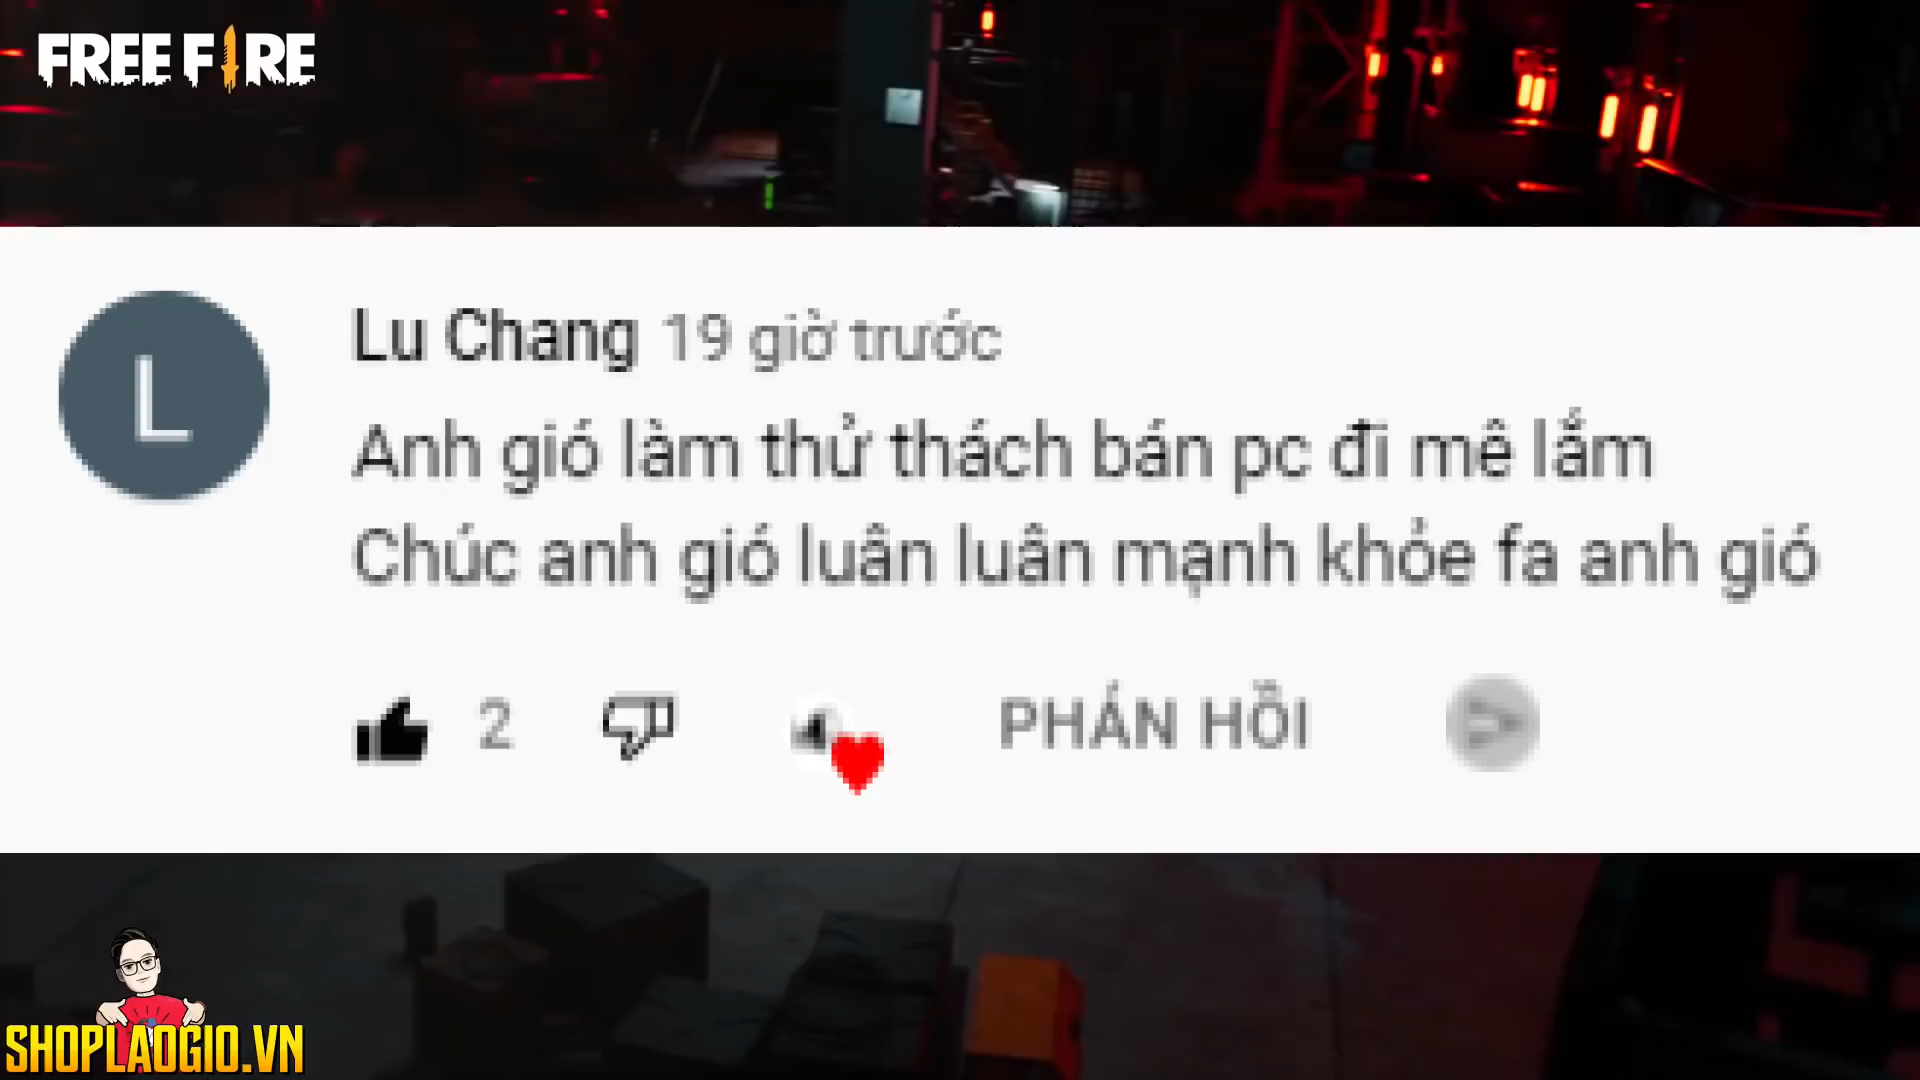 FREE FIRE
L
Lu Chang 19 giờ trước
Anh gió làm thử thách bán pc đi mê lắm
Chúc anh gió luân luân mạnh khỏe fa anh gió
2
PHẢN HỒI
SHOPLAOGIO.VN